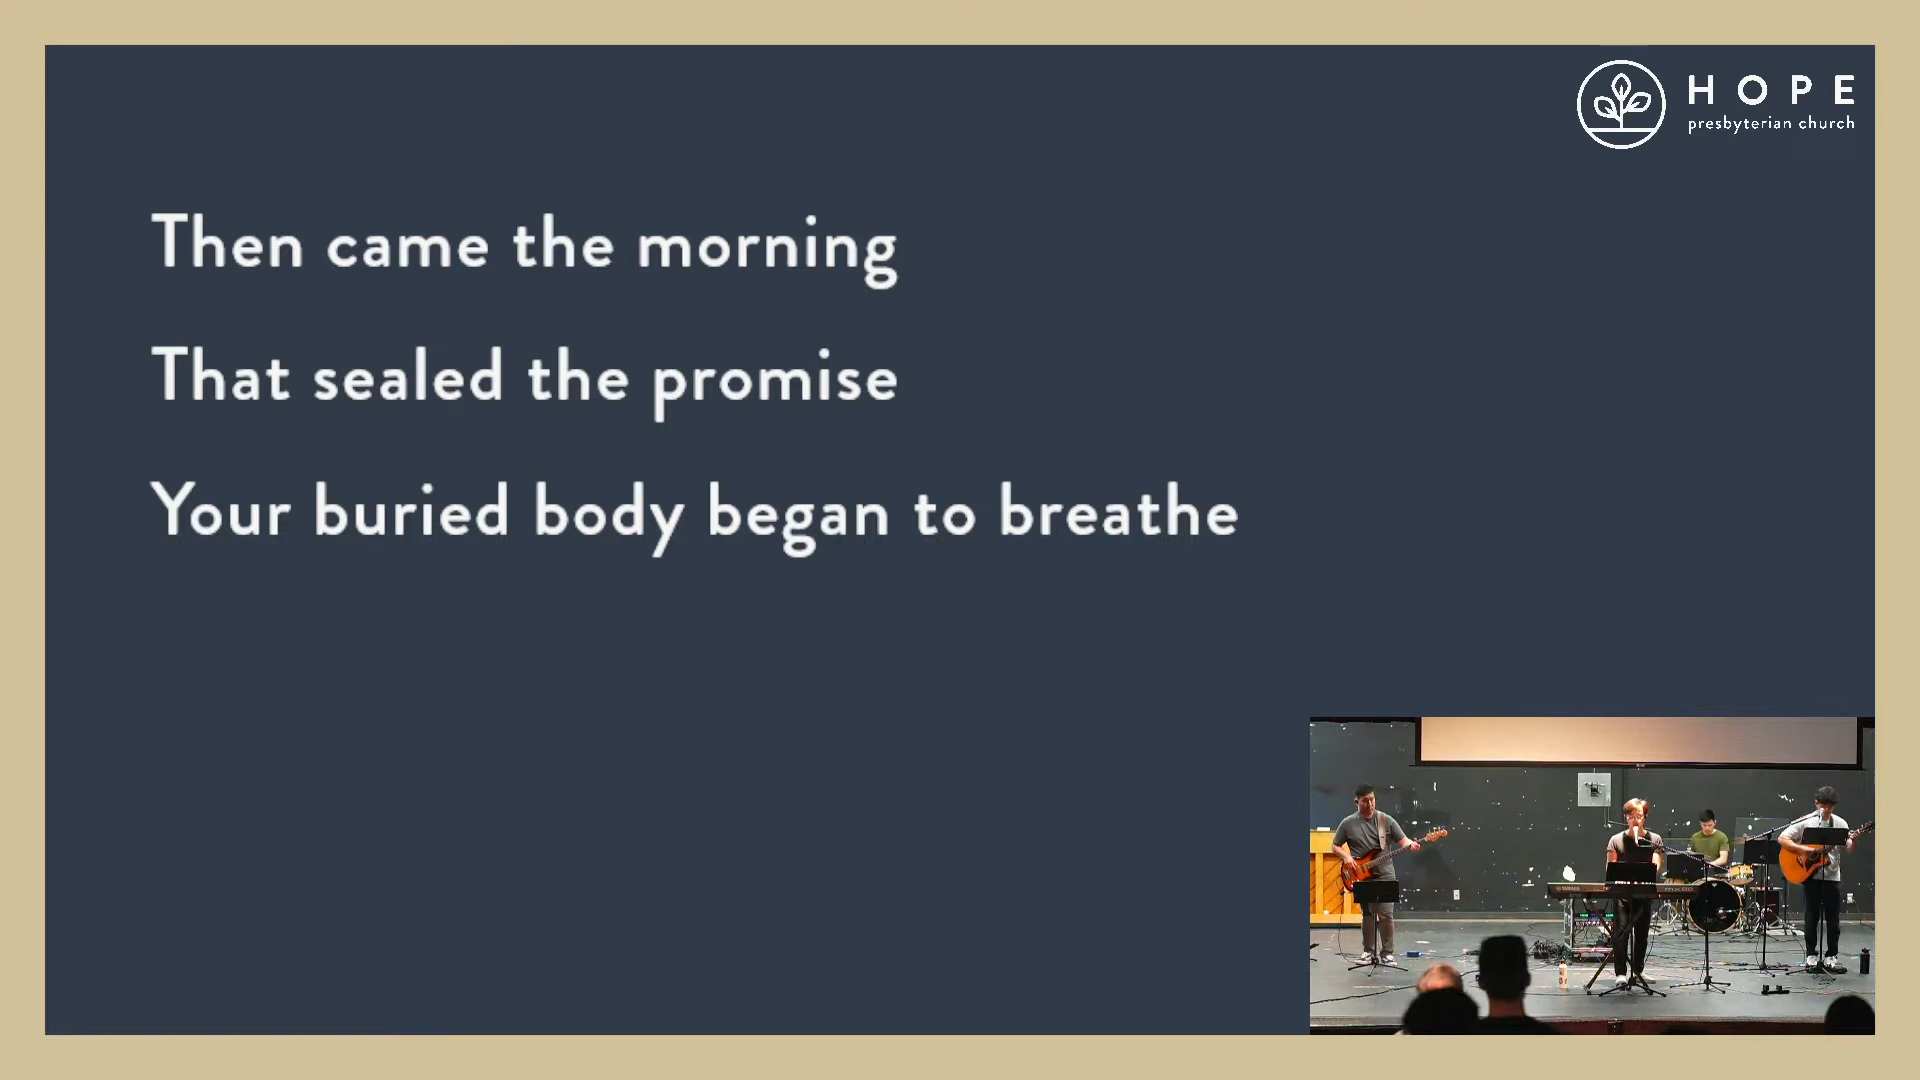 HOPE
presbyterian church
Then came the morning
That sealed the promise
Your buried body began to breathe